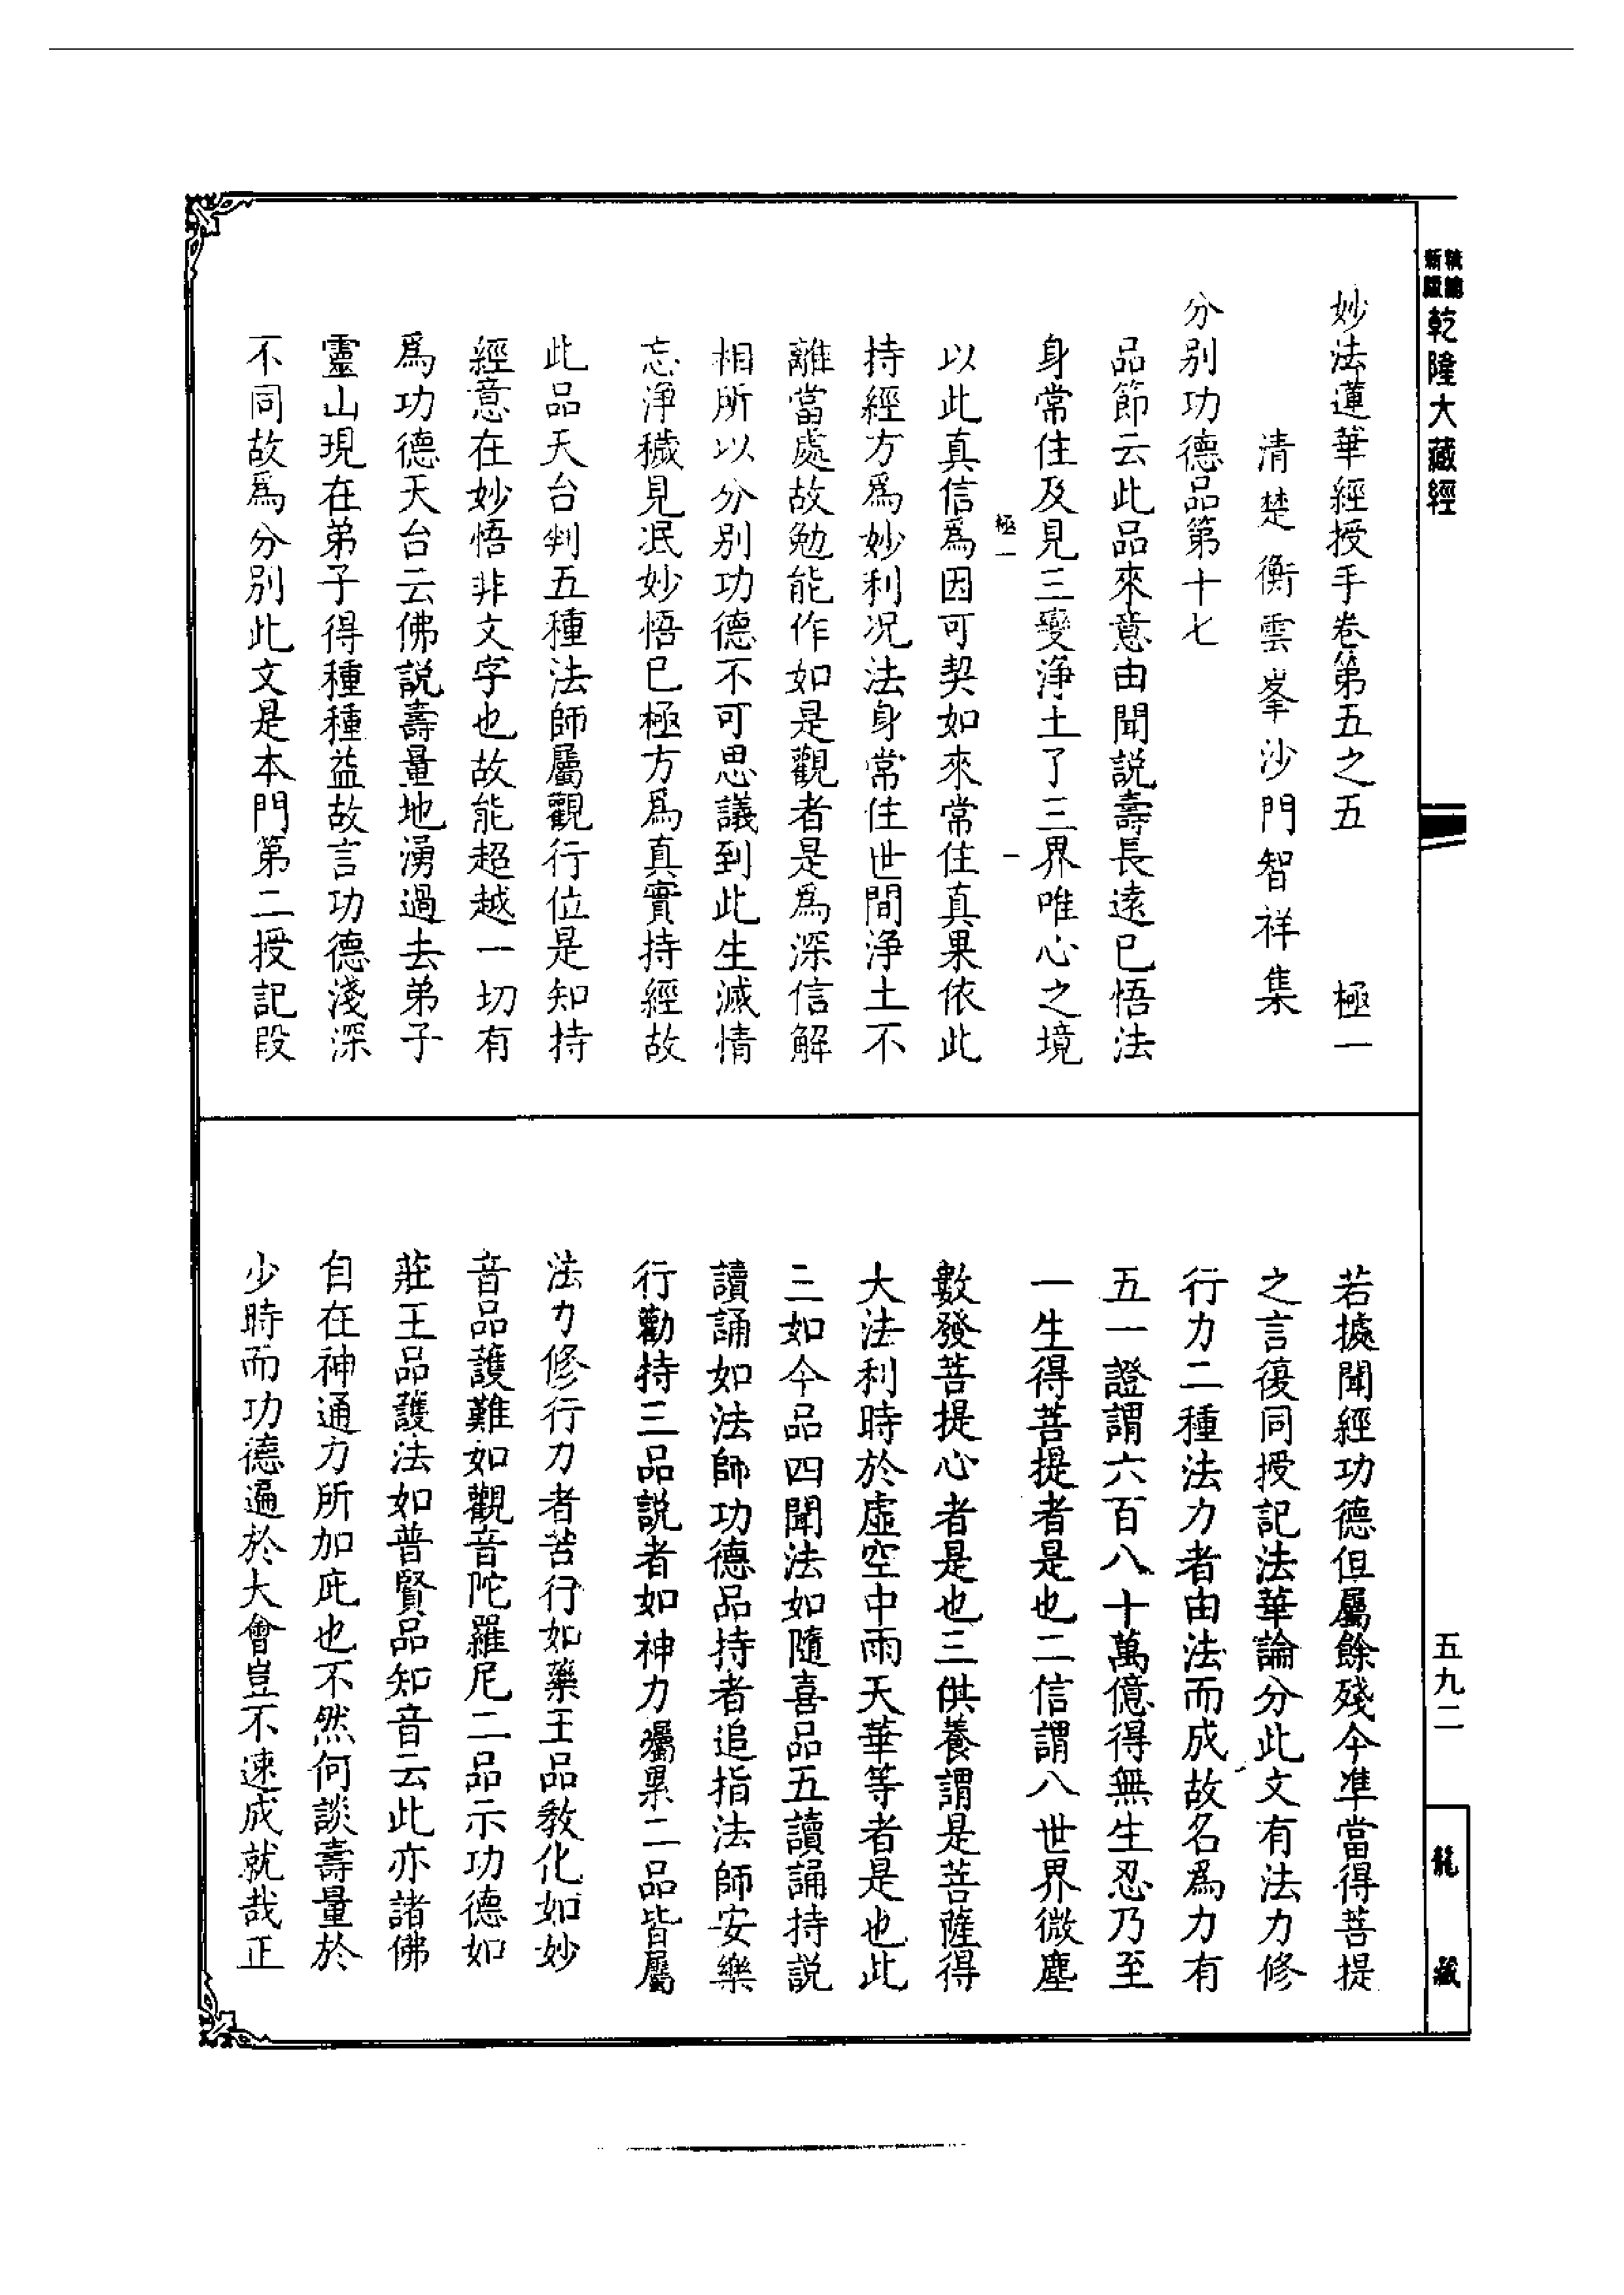 新版
乾隆大藏經
妙法蓮華經授手卷第五之五 極一
清楚衡雲峯沙門智祥集
分別功德品第十七
品節云此品來意由聞説壽長遠已悟法
身常住及見三變淨土了三界唯心之境
極一
一
以此真信爲因可契如來常住真果依此
持經方爲妙利况法身常住世間淨土不
離當處故勉能作如是觀者是爲深信解
相所以分別功德不可思議到此生滅情
忘淨穢見泯妙悟已極方爲真實持經故
此品天台判五種法師屬觀行位是知持
經意在妙悟非文字也故能超越一切有
爲功德天台云佛説壽量地湧過去弟子
靈山現在弟子得種種益故言功德淺深
不同故爲分別此文是本門第二授記段
若據聞經功德但屬餘殘今准當得菩提
之言復同授記法華論分此文有法力修
行力二種法力者由法而成故名爲力有
五一證謂六百八十萬億得無生忍乃至
一生得菩提者是也二信謂八世界微塵
數發菩提心者是也三供養謂是菩薩得
大法利時於虛空中雨天華等者是也此
三如今品四聞法如隨喜品五讀誦持説
讀誦如法師功德品持者追指法師安樂
行勸持三品説者如神力囑累二品皆屬
法力修行力者苦行如藥王品教化如妙
音品護難如觀音陀羅尼二品示功德如
莊王品護法如普賢品知音云此亦諸佛
自在神通力所加庇也不然何談壽量於
少時而功德遍於大會豈不速成就哉正
五九二
龍藏